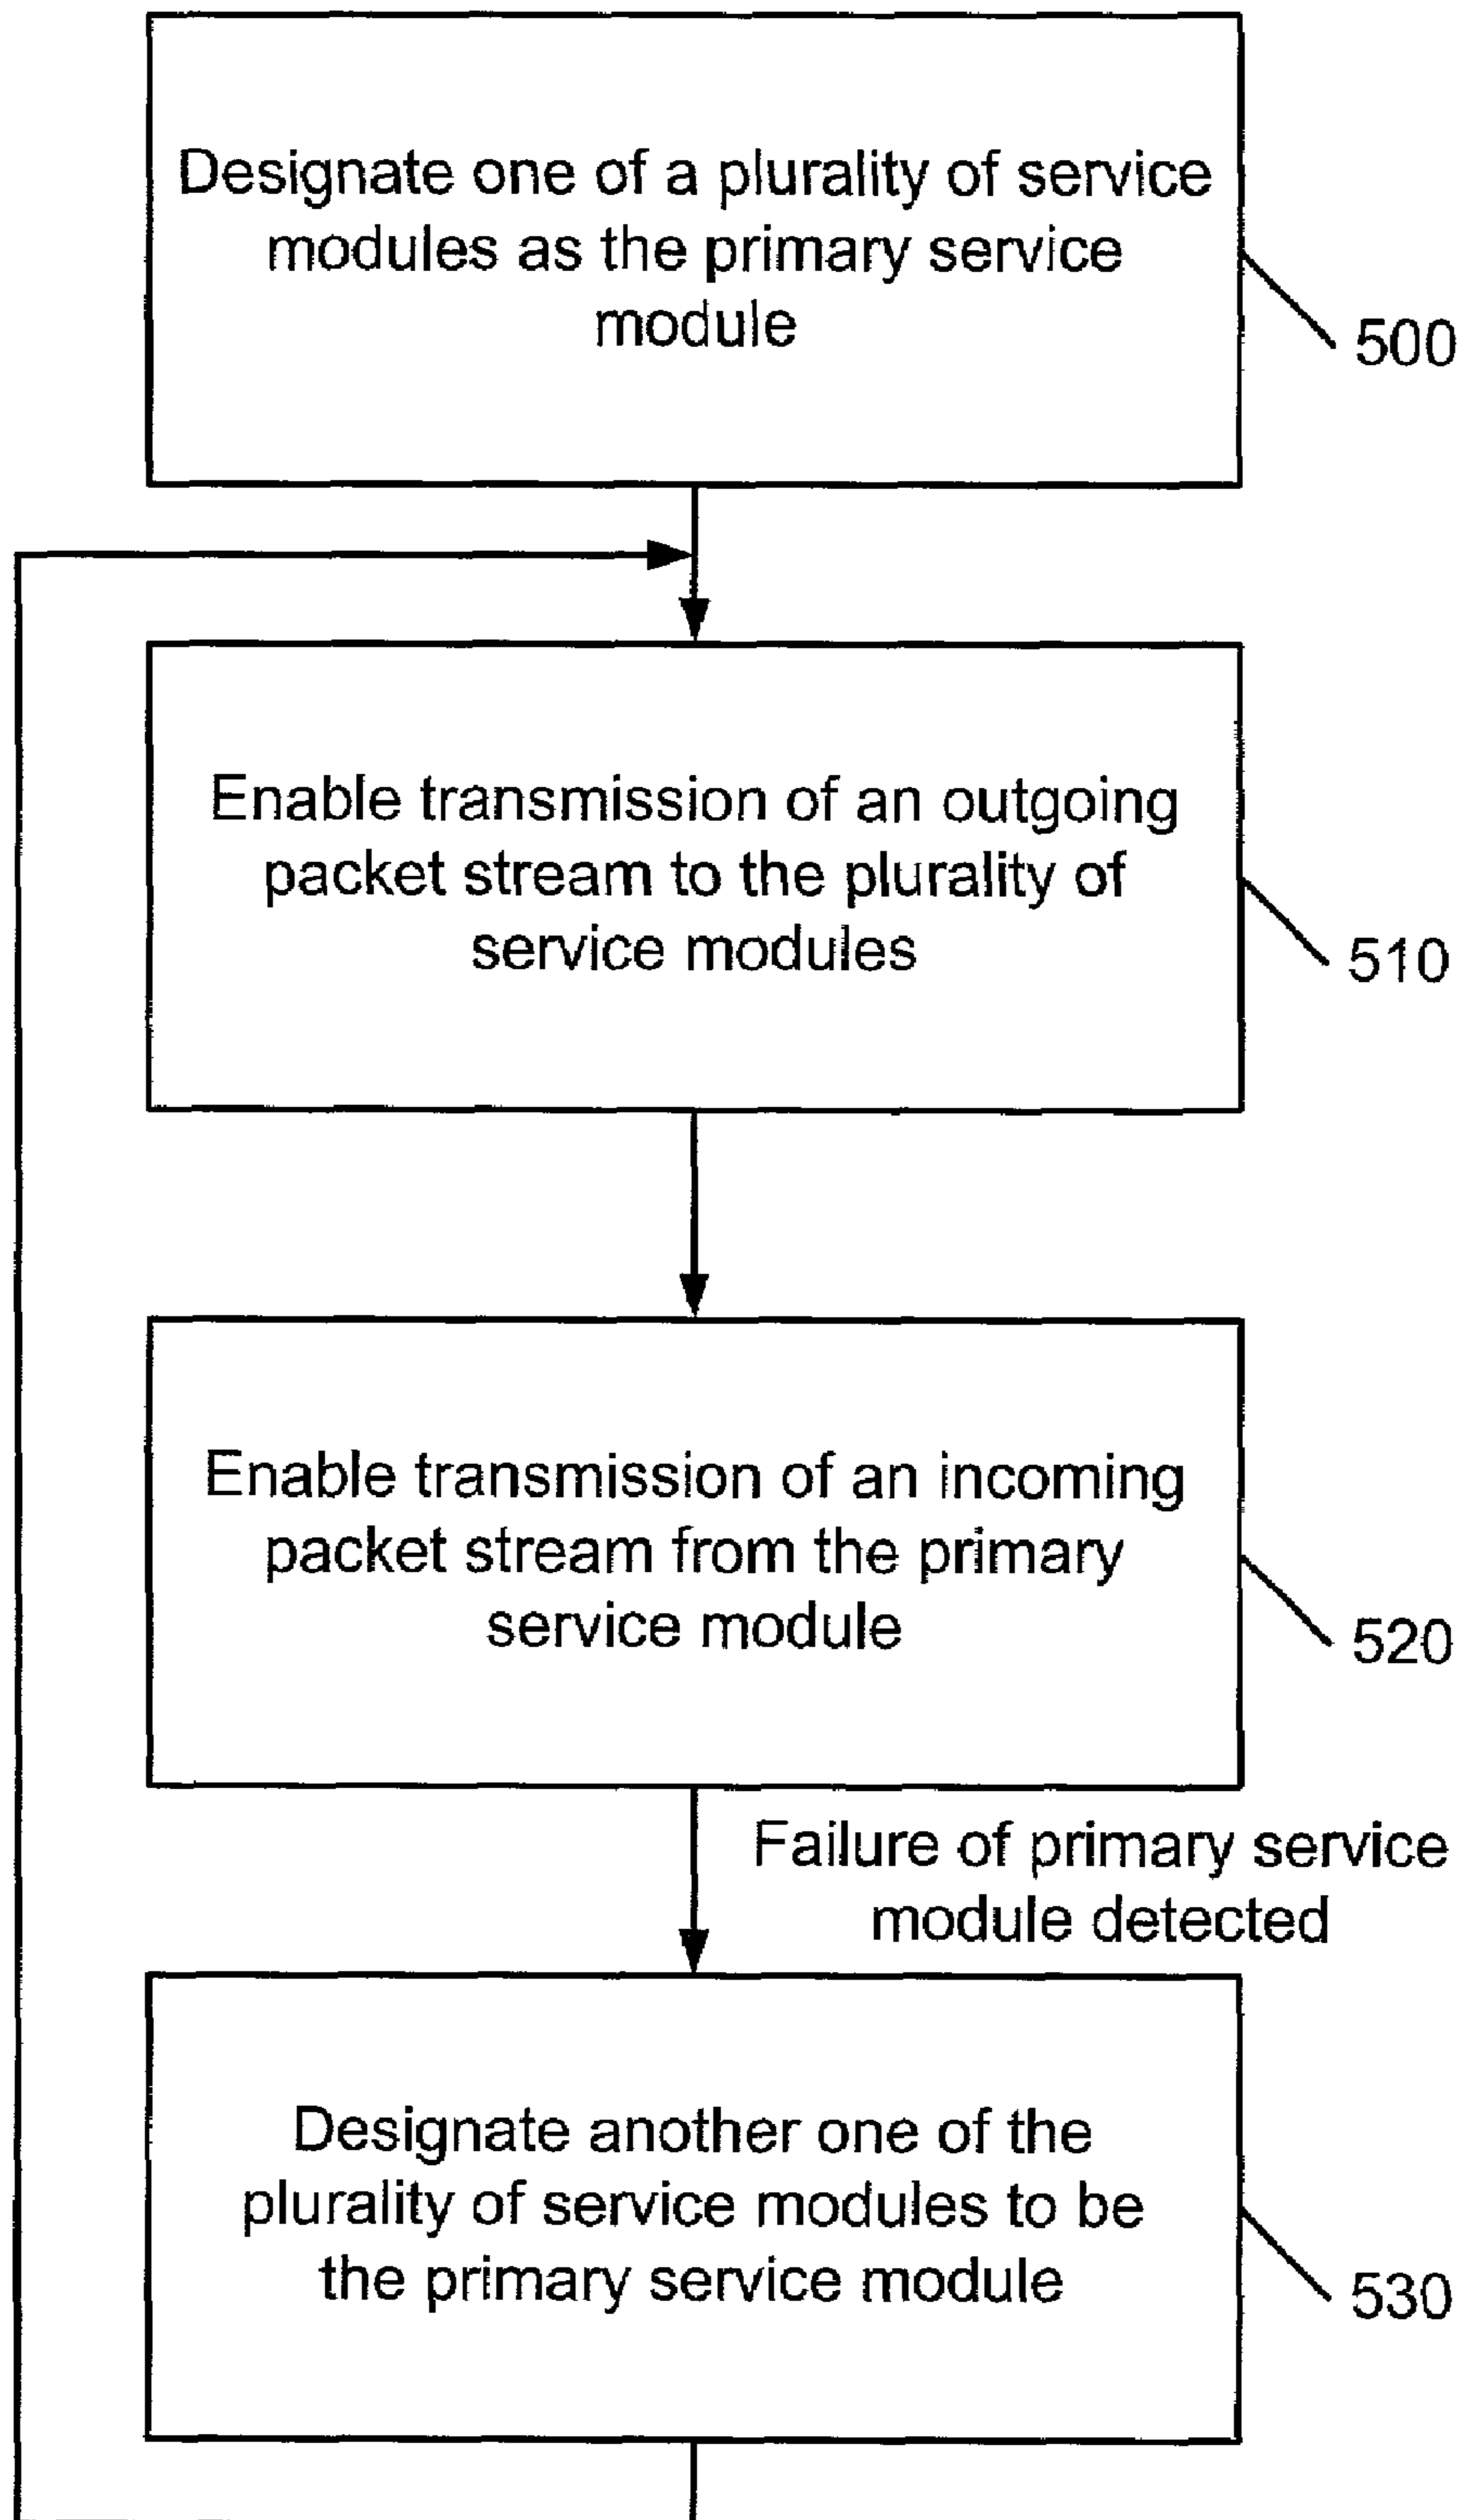 Designate one of a plurality of service
modules as the primary service
module
500
Enable transmission of an outgoing
packet stream to the plurality of
service modules
510
Enable transmission of an incoming
packet stream from the primary
service module
520
Failure of primary service
module detected
Designate another one of the
plurality of service modules to be
the primary service module
530